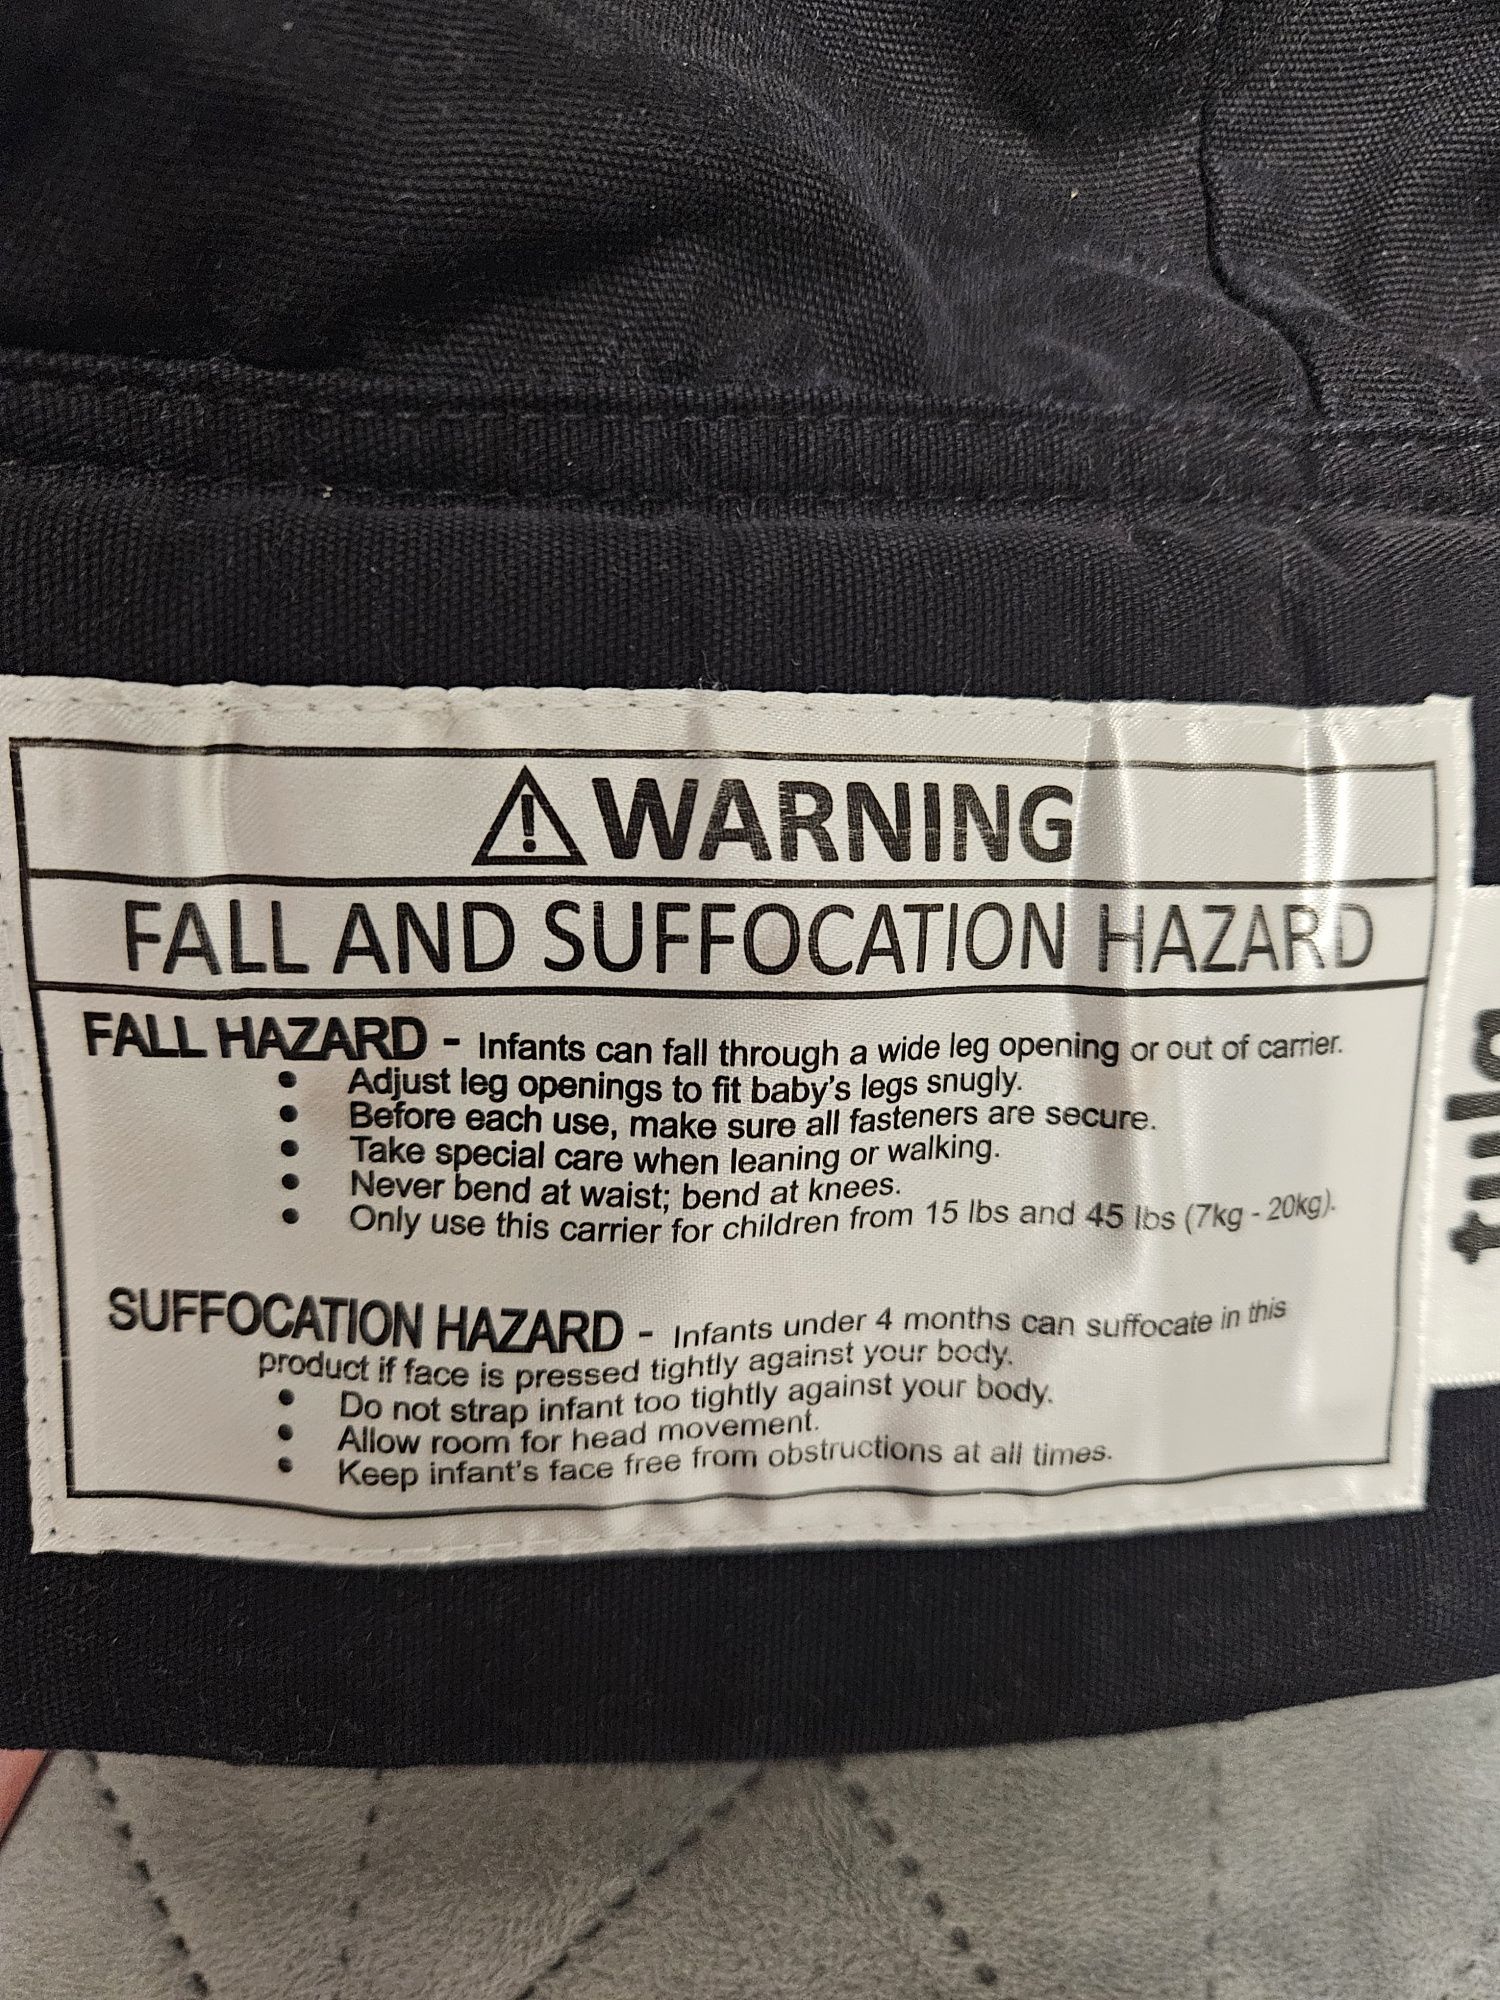 WARNING
FALL AND SUFFOCATION HAZARD
FALL HAZARD - Infants can fall through a wide leg opening or out of carrier.
• Adjust leg openings to fit baby's legs snugly.
• Before each use, make sure all fasteners are secure.
• Take special care when leaning or walking.
• Never bend at waist; bend at knees.
• Only use this carrier for children from 15 lbs and 45 lbs (7kg - 20kg).
SUFFOCATION HAZARD - Infants under 4 months can suffocate in this
product if face is pressed tightly against your body.
• Do not strap infant too tightly against your body.
• Allow room for head movement.
• Keep infant's face free from obstructions at all times.
tula